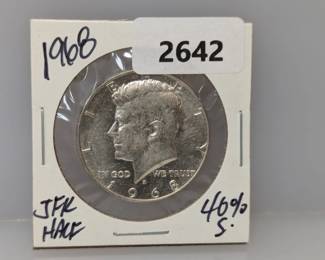 1968
2642
LIBERTY
IN GOD WE TRUST
1968
JFK
HALF
40%
S.